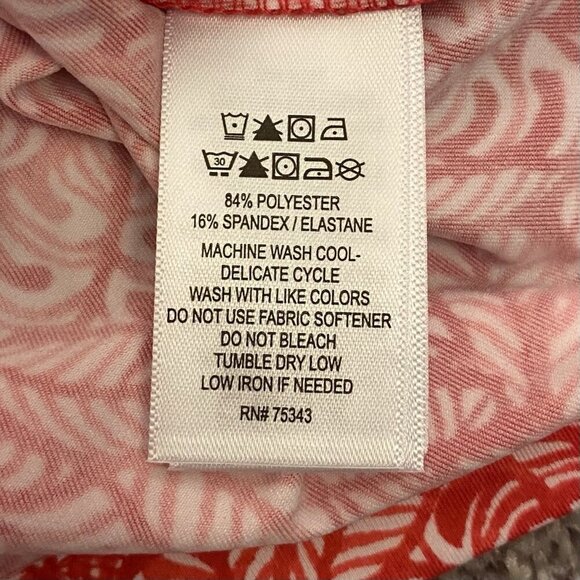 30
84% POLYESTER
16% SPANDEX / ELASTANE
MACHINE WASH COOL-
DELICATE CYCLE
WASH WITH LIKE COLORS
DO NOT USE FABRIC SOFTENER
DO NOT BLEACH
TUMBLE DRY LOW
LOW IRON IF NEEDED
RN# 75343